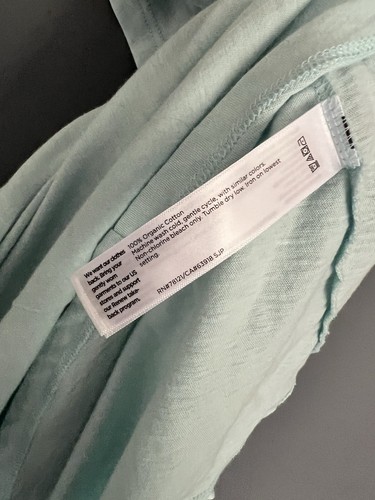 We want our clothes
back. Bring your
gently worn
garments to our US
stores and support
our Renew take-
back program.
100% Organic Cotton
Machine wash cold, gentle cycle, with similar colors.
Non-chlorine bleach only. Tumble dry low. Iron on lowest
setting.
RN#76121/CA#63918 SJP